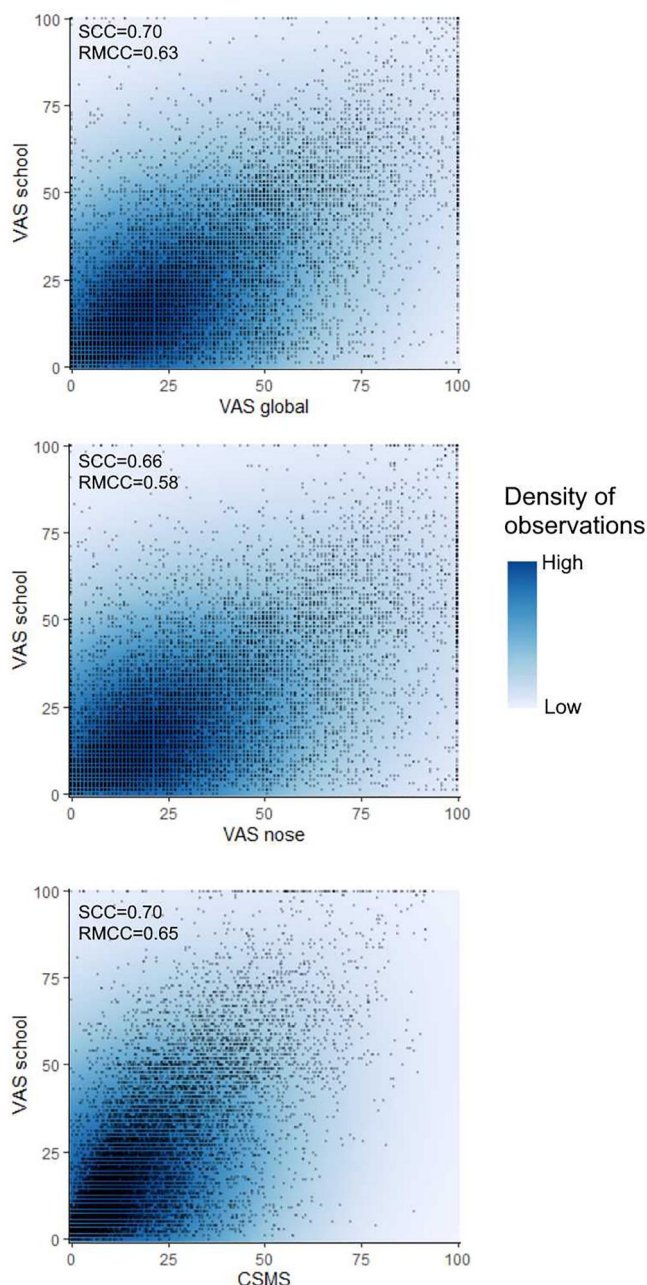 100
SCC=0.70
RMCC=0.63
75
VAS school
50
25
0
0 25 50 75 100
VAS global
100
SCC=0.66
RMCC=0.58
75
VAS school
50
25
0
0 25 50 75 100
VAS nose
Density of
observations
High
Low
100
SCC=0.70
RMCC=0.65
75
VAS school
50
25
0
0 25 50 75 100
CSMS